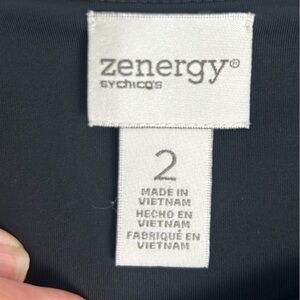 zenergy®
BY CHICO'S
2
MADE IN
VIETNAM
HECHO EN
VIETNAM
FABRIQUÉ EN
VIETNAM